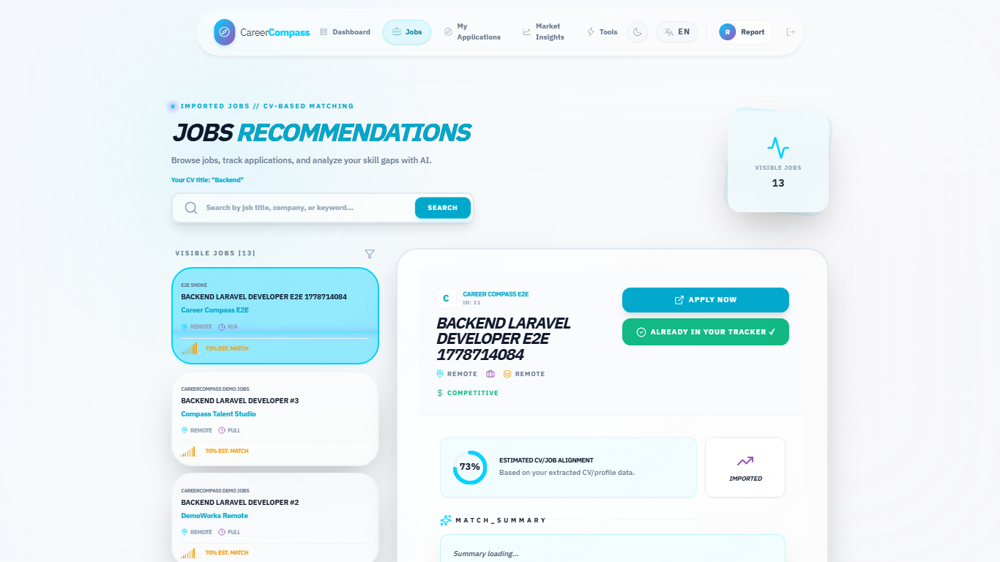 CareerCompass
Dashboard
Jobs
My
Applications
Market
Insights
Tools
EN
R
Report
IMPORTED JOBS // CV-BASED MATCHING
JOBS RECOMMENDATIONS
Browse jobs, track applications, and analyze your skill gaps with AI.
Your CV title: "Backend"
Search by job title, company, or keyword...
SEARCH
VISIBLE JOBS
13
VISIBLE JOBS [13]
E2E SMOKE
BACKEND LARAVEL DEVELOPER E2E 1778714084
Career Compass E2E
REMOTE N/A
73% EST. MATCH
CAREERCOMPASS DEMO JOBS
BACKEND LARAVEL DEVELOPER #3
Compass Talent Studio
REMOTE FULL
70% EST. MATCH
CAREERCOMPASS DEMO JOBS
BACKEND LARAVEL DEVELOPER #2
DemoWorks Remote
REMOTE FULL
70% EST. MATCH
C
CAREER COMPASS E2E
ID: 11
BACKEND LARAVEL
DEVELOPER E2E
1778714084
REMOTE REMOTE
$ COMPETITIVE
APPLY NOW
ALREADY IN YOUR TRACKER ✓
73%
ESTIMATED CV/JOB ALIGNMENT
Based on your extracted CV/profile data.
IMPORTED
MATCH_SUMMARY
Summary loading...